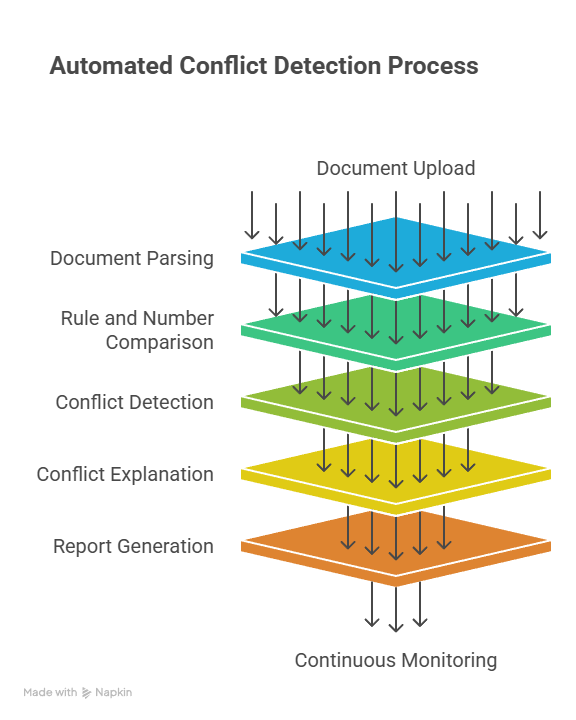 Automated Conflict Detection Process
Document Upload
Document Parsing
Rule and Number
Comparison
Conflict Detection
Conflict Explanation
Report Generation
Continuous Monitoring
Made with Napkin